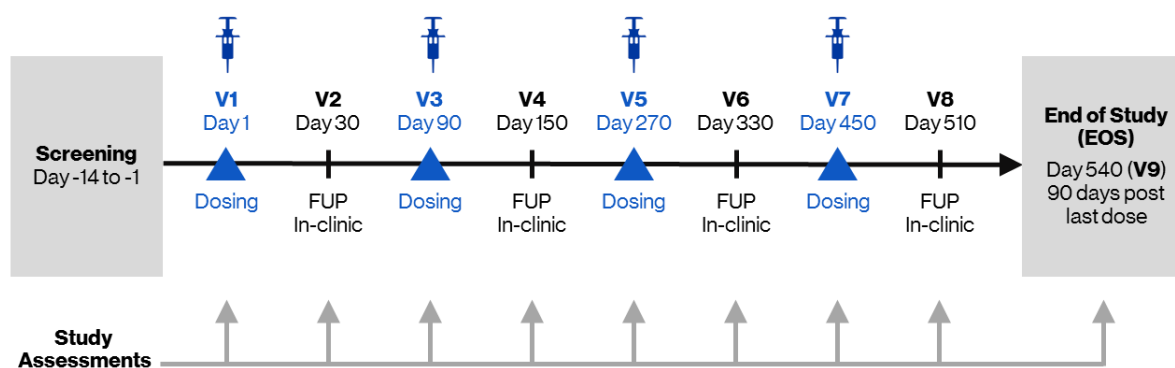 V1
Day 1
V2
Day 30
V3
Day 90
V4
Day 150
V5
Day 270
V6
Day 330
V7
Day 450
V8
Day 510
Screening
Day -14 to -1
End of Study
(EOS)
Day 540 (V9)
90 days post
last dose
Dosing
FUP
In-clinic
Dosing
FUP
In-clinic
Dosing
FUP
In-clinic
Dosing
FUP
In-clinic
Study
Assessments